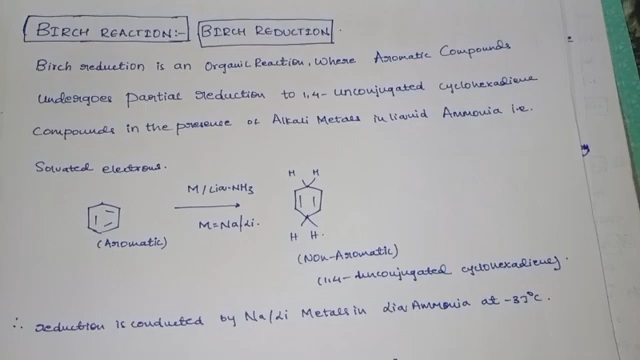 BIRCH REACTION:- BIRCH REDUCTION.
Birch reduction is an Organic Reaction, Where Aromatic Compounds
undergoes partial reduction to 1,4-unconjugated cyclohexadiene
Compounds in the presence of Alkali Metals in liquid Ammonia i.e.
Solvated electrons.
H H
M/Liq-NH3
M=Na/Li.
(Aromatic)
H H.
(Non-Aromatic)
(1,4-unconjugated cyclohexadiene).
∴ reduction is conducted by Na/Li Metals in Liq Ammonia at -33°C.